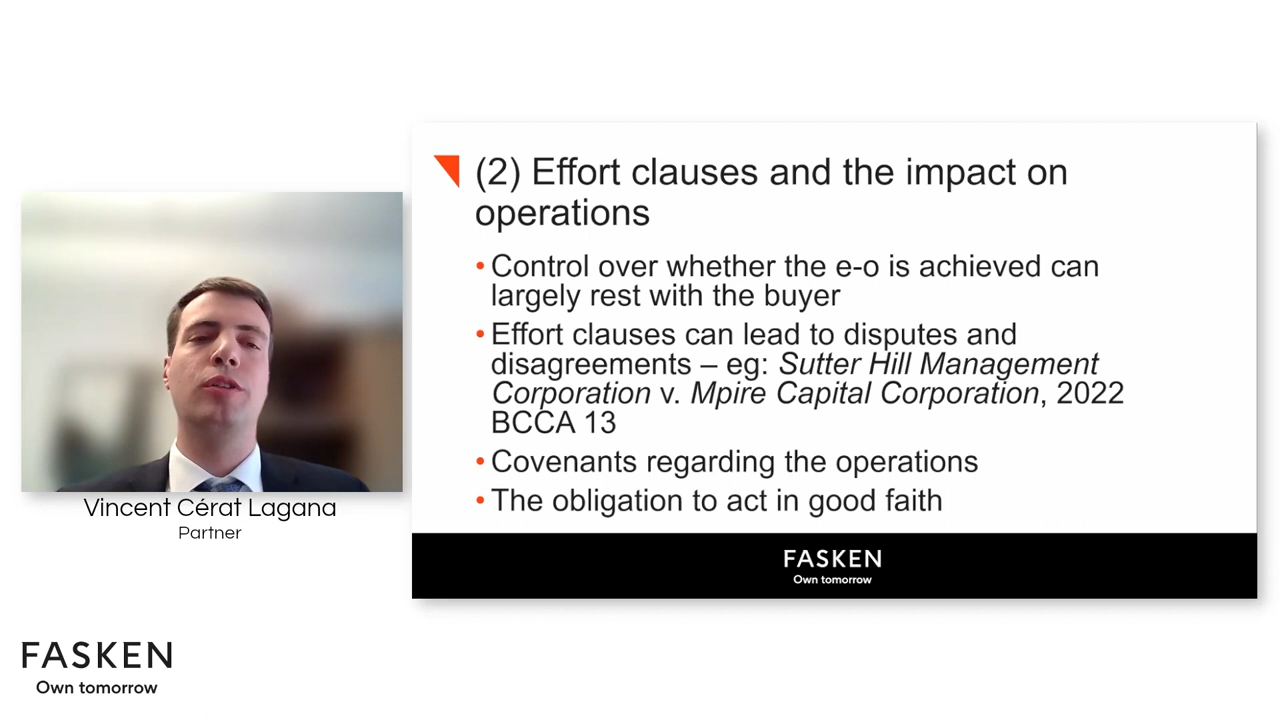 (2) Effort clauses and the impact on
operations
• Control over whether the e-o is achieved can
largely rest with the buyer
• Effort clauses can lead to disputes and
disagreements – eg: Sutter Hill Management
Corporation v. Mpire Capital Corporation, 2022
BCCA 13
• Covenants regarding the operations
• The obligation to act in good faith
FASKEN
Own tomorrow
Vincent Cérat Lagana
Partner
FASKEN
Own tomorrow